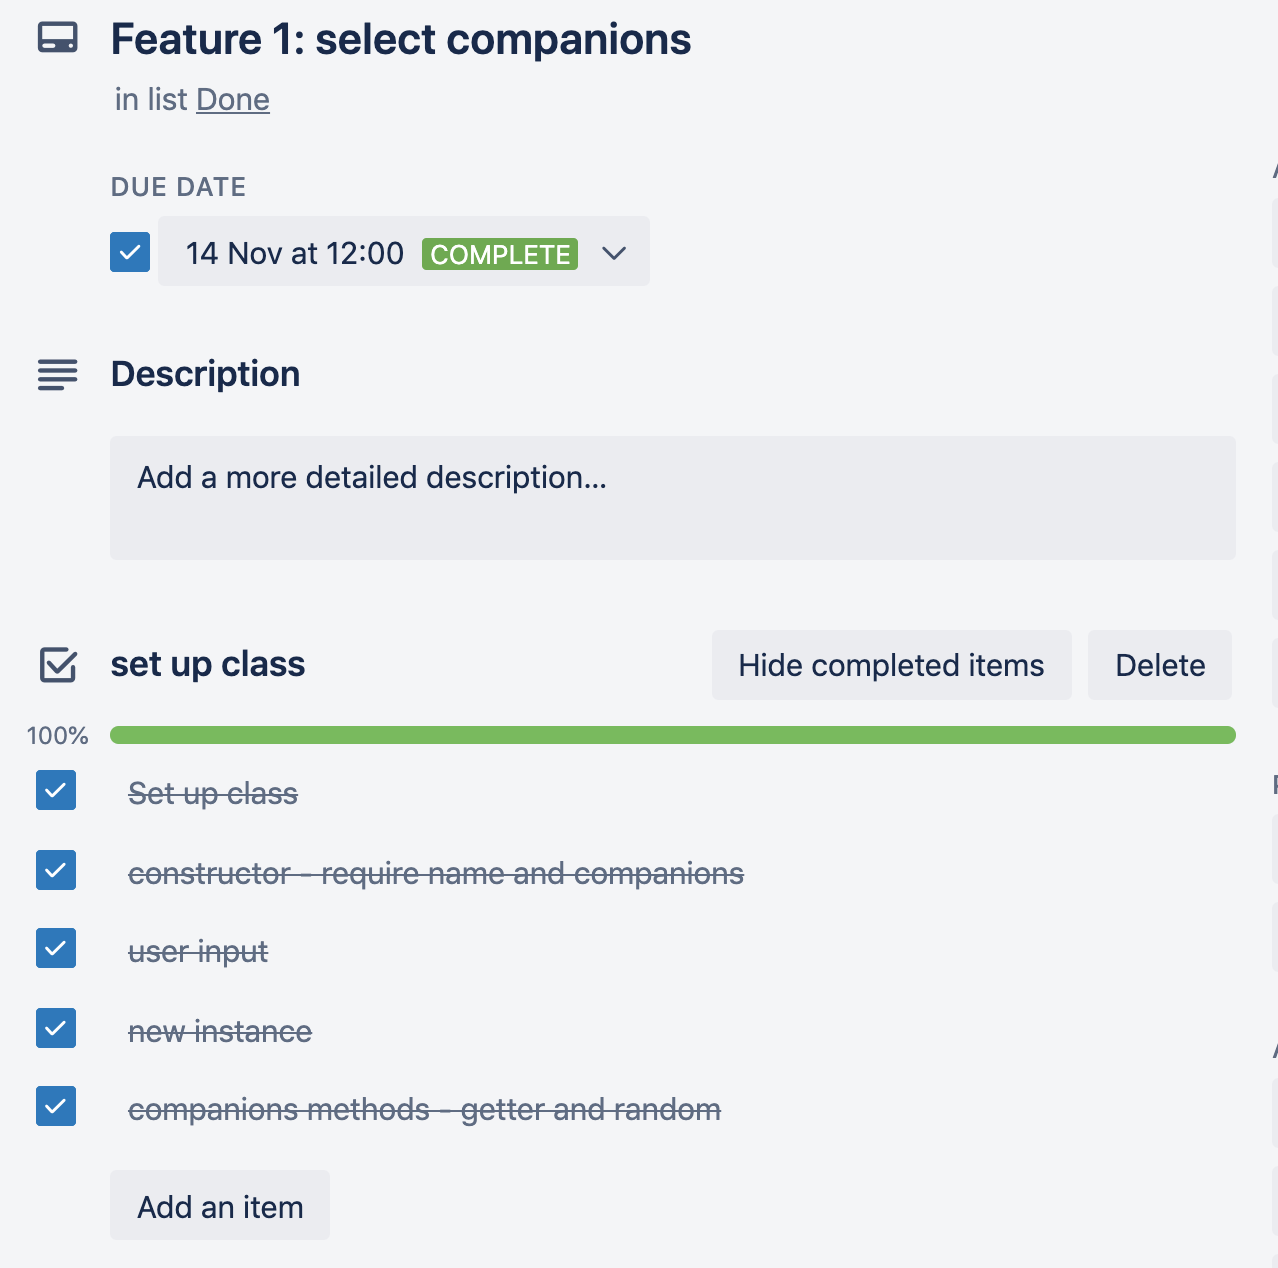 Feature 1: select companions
in list Done
DUE DATE
14 Nov at 12:00 COMPLETE
Description
Add a more detailed description...
set up class Hide completed items Delete
100%
Set up class
constructor - require name and companions
user input
new instance
companions methods - getter and random
Add an item